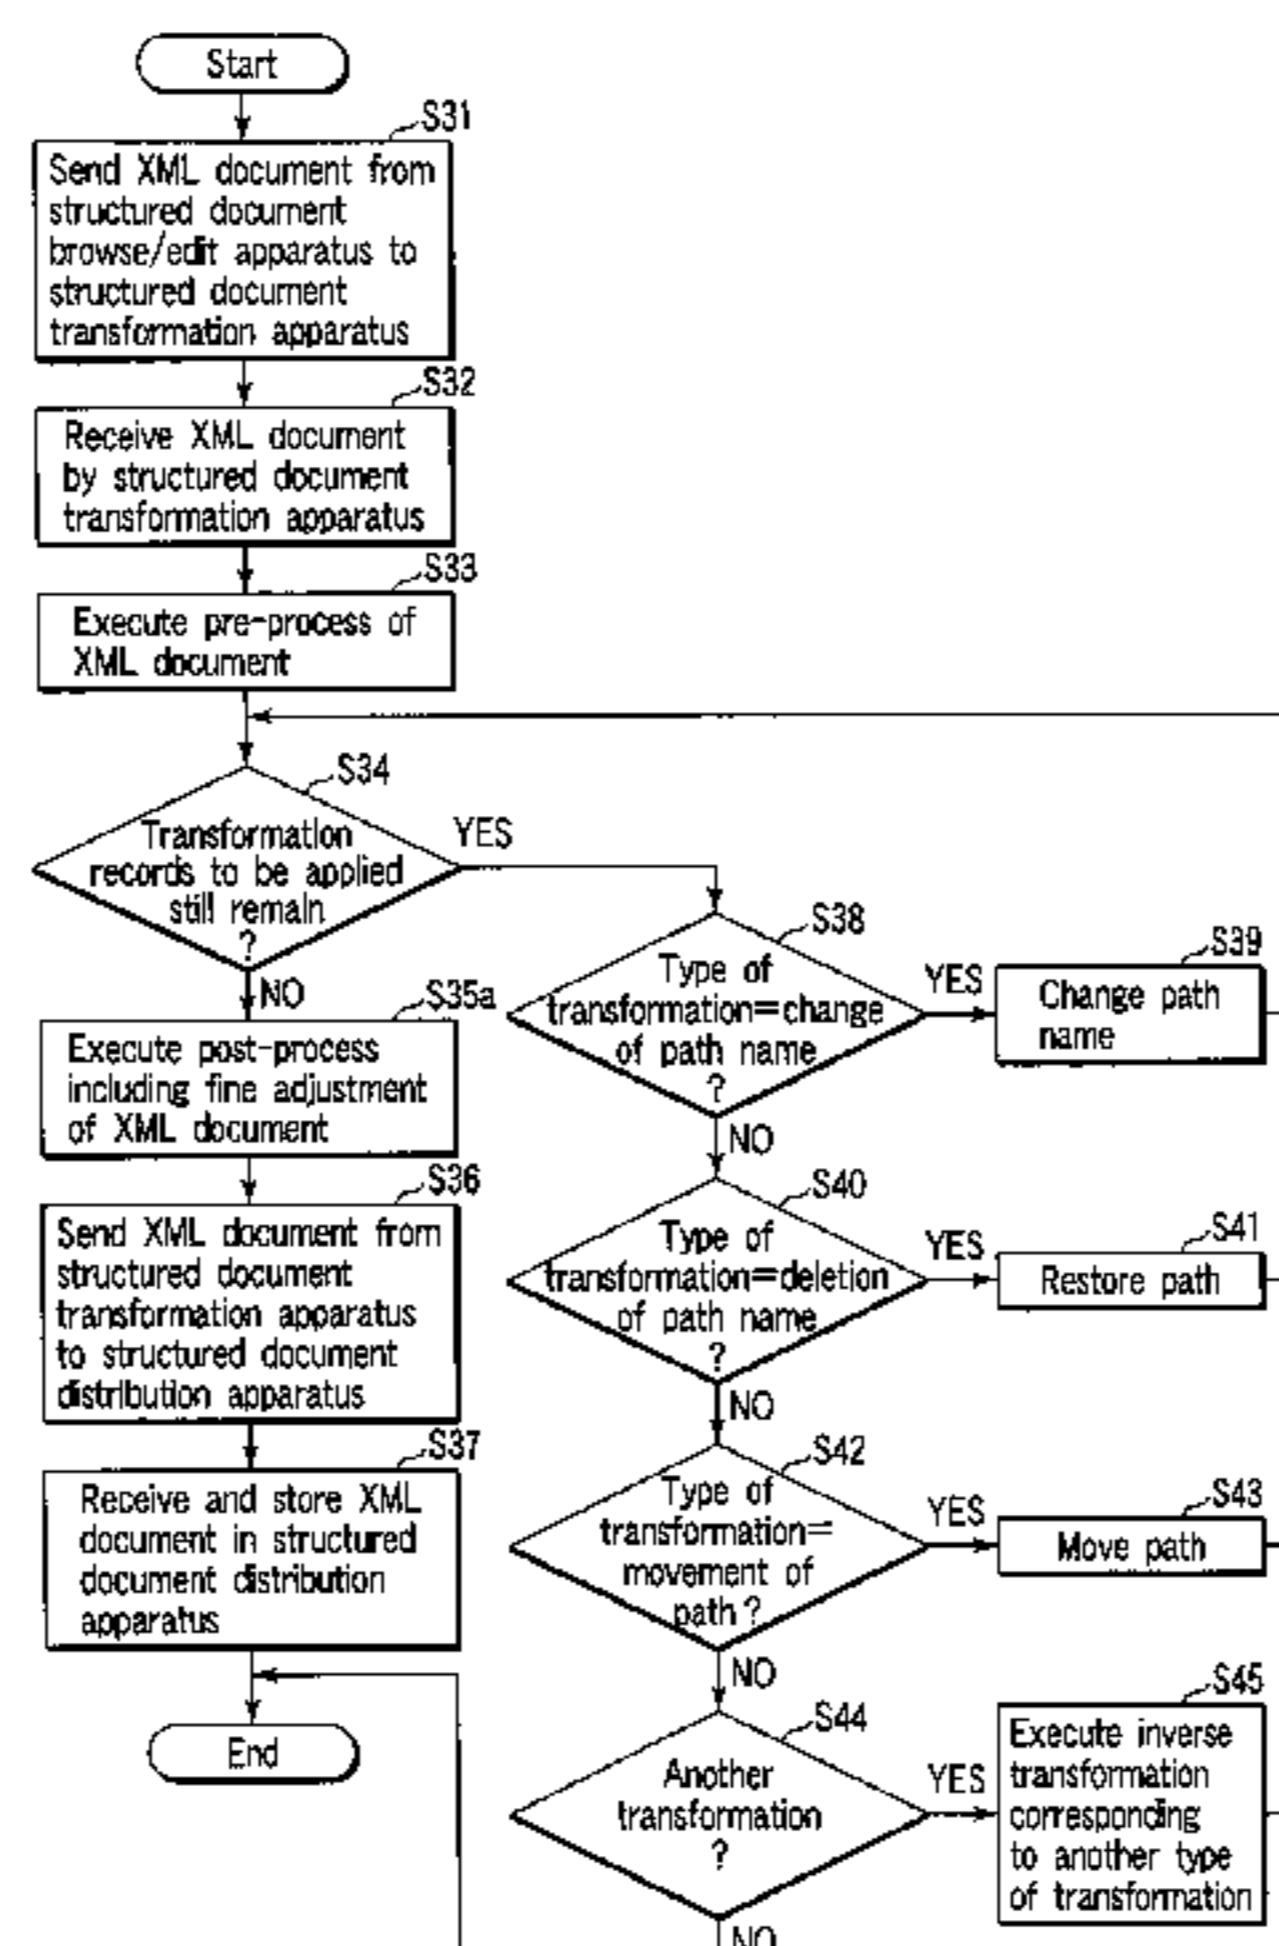 Start
S31
Send XML document from
structured document
browse/edit apparatus to
structured document
transformation apparatus
S32
Receive XML document
by structured document
transformation apparatus
S33
Execute pre-process of
XML document
S34
Transformation
records to be applied
still remain
?
YES
NO
S35a
Execute post-process
including fine adjustment
of XML document
S36
Send XML document from
structured document
transformation apparatus
to structured document
distribution apparatus
S37
Receive and store XML
document in structured
document distribution
apparatus
End
S38
Type of
transformation=change
of path name
?
YES
NO
S39
Change path
name
S40
Type of
transformation=deletion
of path name
?
YES
NO
S41
Restore path
S42
Type of
transformation=
movement of
path?
YES
NO
S43
Move path
S44
Another
transformation
?
YES
NO
S45
Execute inverse
transformation
corresponding
to another type
of transformation